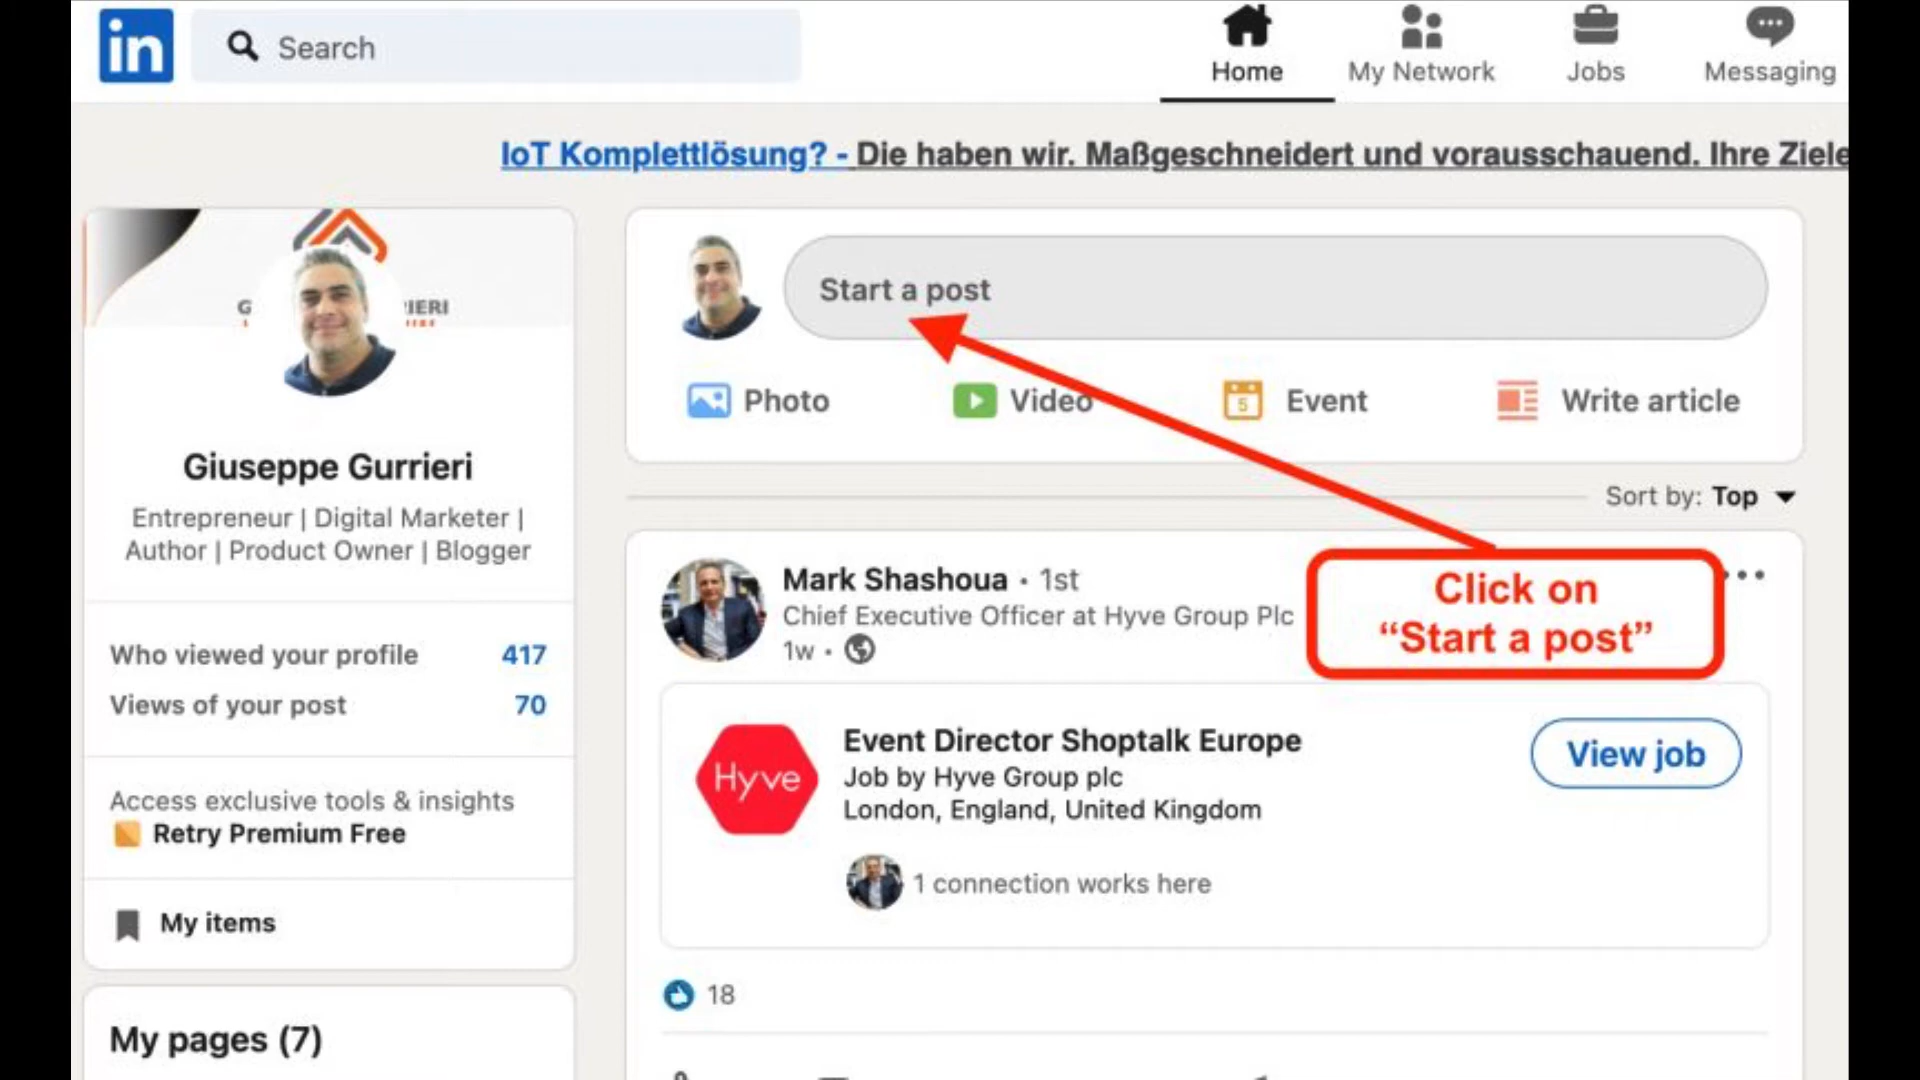 in
Search
Home
My Network
Jobs
Messaging
IoT Komplettlösung? - Die haben wir. Maßgeschneidert und vorausschauend. Ihre Ziele
Giuseppe Gurrieri
Entrepreneur | Digital Marketer |
Author | Product Owner | Blogger
Who viewed your profile 417
Views of your post 70
Access exclusive tools & insights
Retry Premium Free
My items
My pages (7)
Start a post
Photo
Video
5
Event
Write article
Sort by: Top
Mark Shashoua • 1st
Chief Executive Officer at Hyve Group Plc
1w •
Click on
“Start a post”
Hyve
Event Director Shoptalk Europe
Job by Hyve Group plc
London, England, United Kingdom
View job
1 connection works here
18